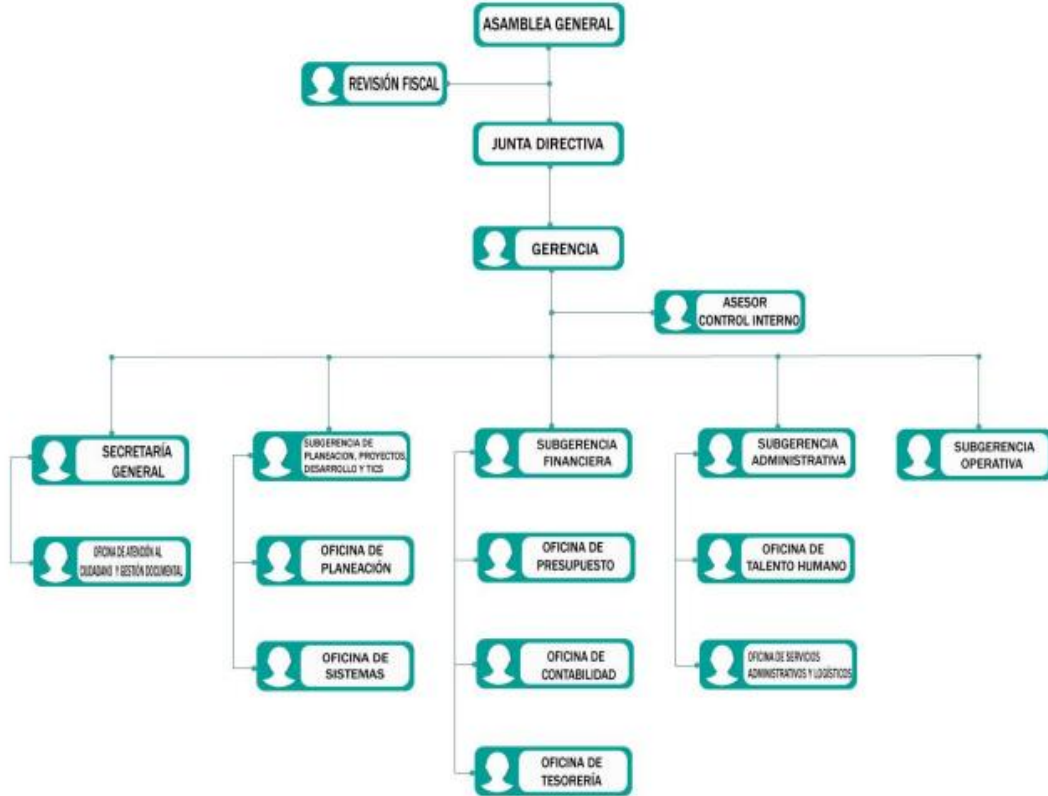 ASAMBLEA GENERAL
REVISIÓN FISCAL
JUNTA DIRECTIVA
GERENCIA
ASESOR
CONTROL INTERNO
SECRETARÍA
GENERAL
SUBGERENCIA DE
PLANEACION, PROYECTOS,
DESARROLLO Y TICS
SUBGERENCIA
FINANCIERA
SUBGERENCIA
ADMINISTRATIVA
SUBGERENCIA
OPERATIVA
OFICINA DE ATENCIÓN AL
CIUDADANO Y GESTIÓN DOCUMENTAL
OFICINA DE
PLANEACIÓN
OFICINA DE
PRESUPUESTO
OFICINA DE
TALENTO HUMANO
OFICINA DE
SISTEMAS
OFICINA DE
CONTABILIDAD
OFICINA DE SERVICIOS
ADMINISTRATIVOS Y LOGÍSTICOS
OFICINA DE
TESORERÍA